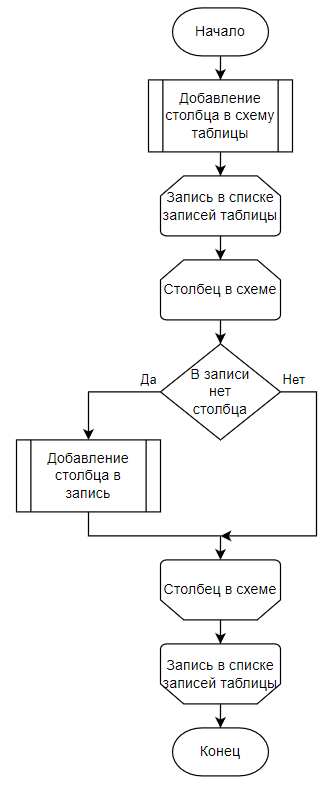 Начало
Добавление
столбца в схему
таблицы
Запись в списке
записей таблицы
Столбец в схеме
В записи
нет
столбца
Да
Нет
Добавление
столбца в
запись
Столбец в схеме
Запись в списке
записей таблицы
Конец